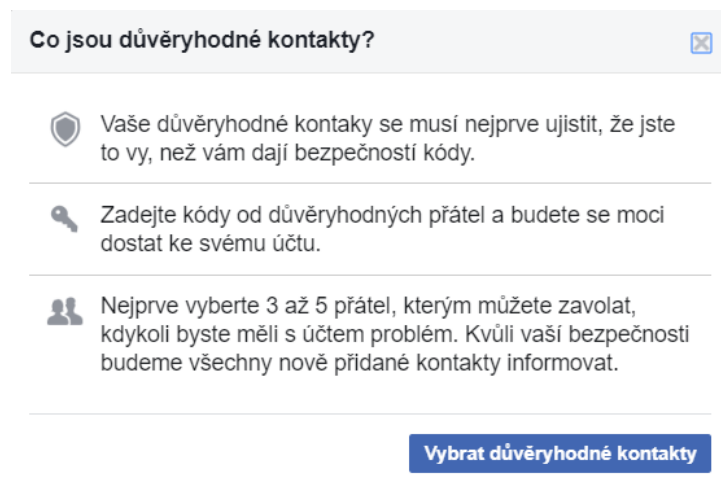 Co jsou důvěryhodné kontakty?
Vaše důvěryhodné kontaky se musí nejprve ujistit, že jste
to vy, než vám dají bezpečností kódy.
Zadejte kódy od důvěryhodných přátel a budete se moci
dostat ke svému účtu.
Nejprve vyberte 3 až 5 přátel, kterým můžete zavolat,
kdykoli byste měli s účtem problém. Kvůli vaší bezpečnosti
budeme všechny nově přidané kontakty informovat.
Vybrat důvěryhodné kontakty